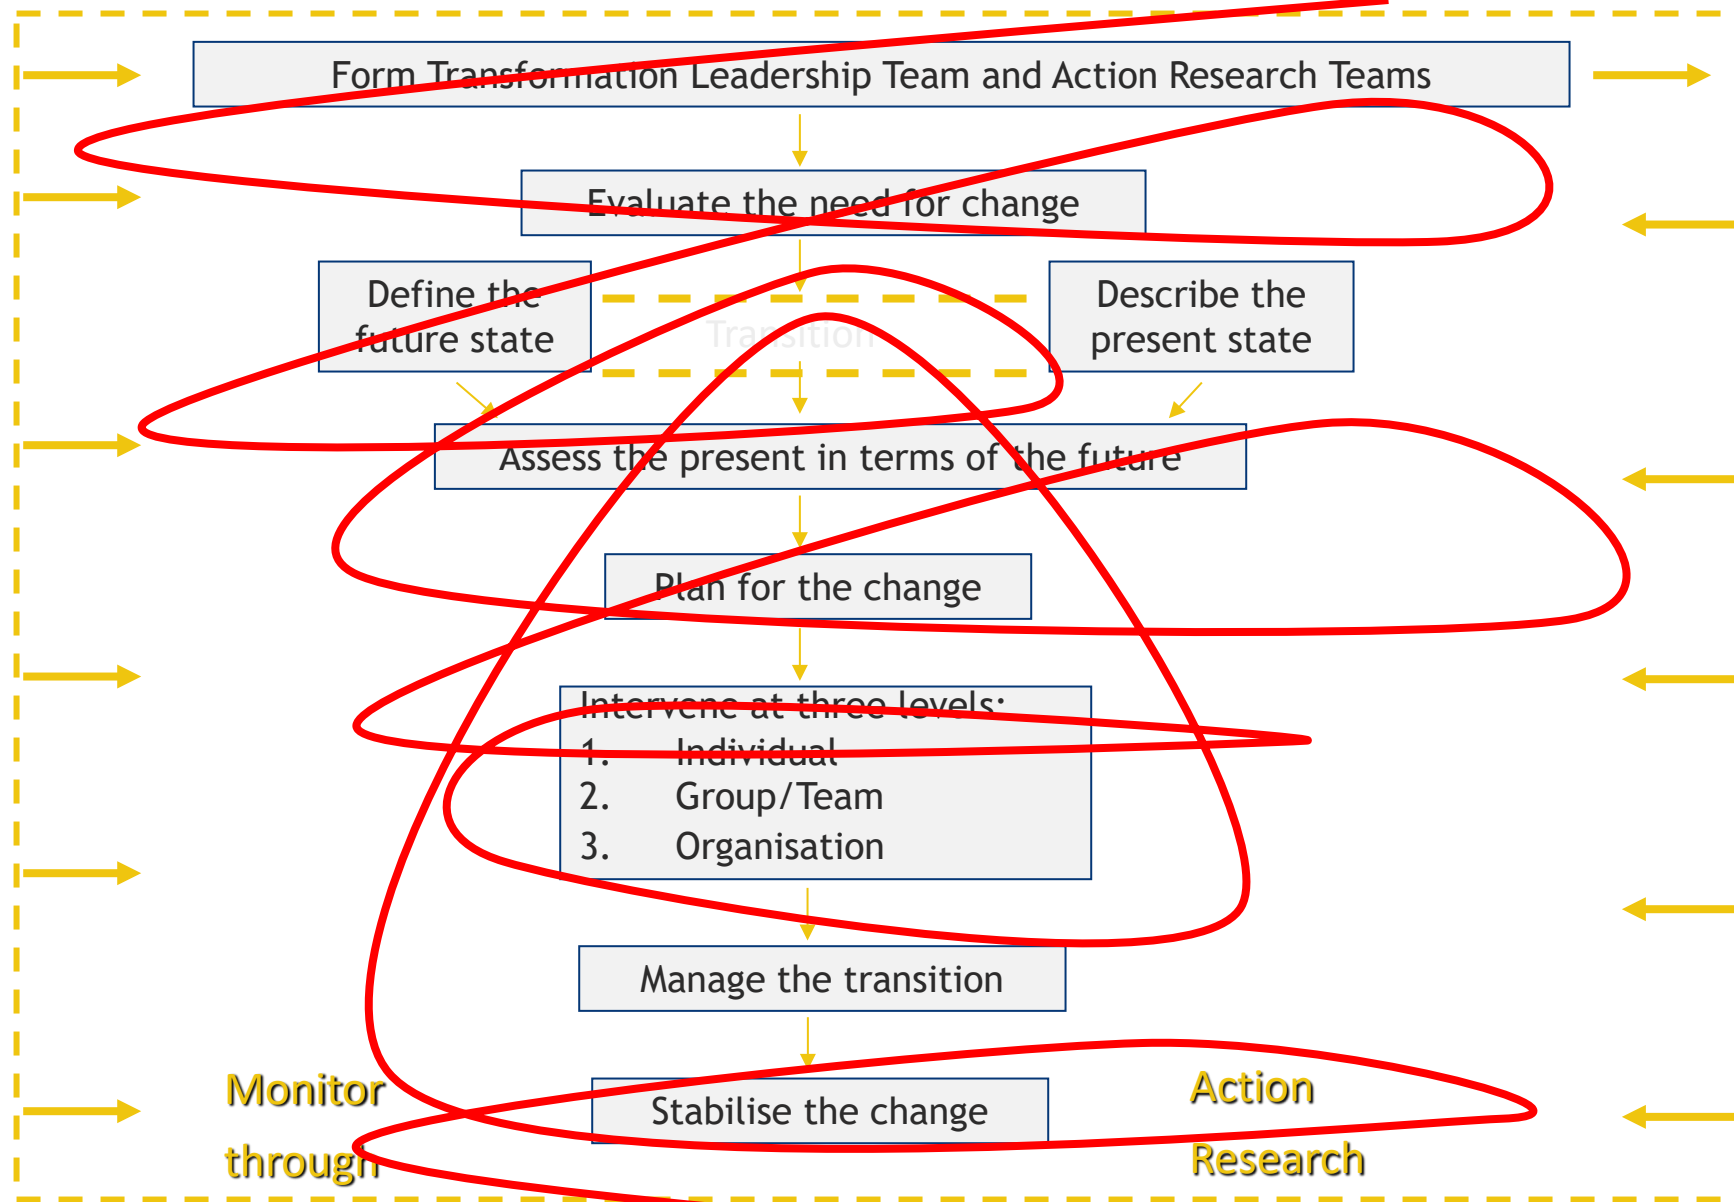 Form Transformation Leadership Team and Action Research Teams
Evaluate the need for change
Define the
future state
Transition
Describe the
present state
Assess the present in terms of the future
Plan for the change
Intervene at three levels:
1. Individual
2. Group/Team
3. Organisation
Manage the transition
Stabilise the change
Monitor
through
Action
Research